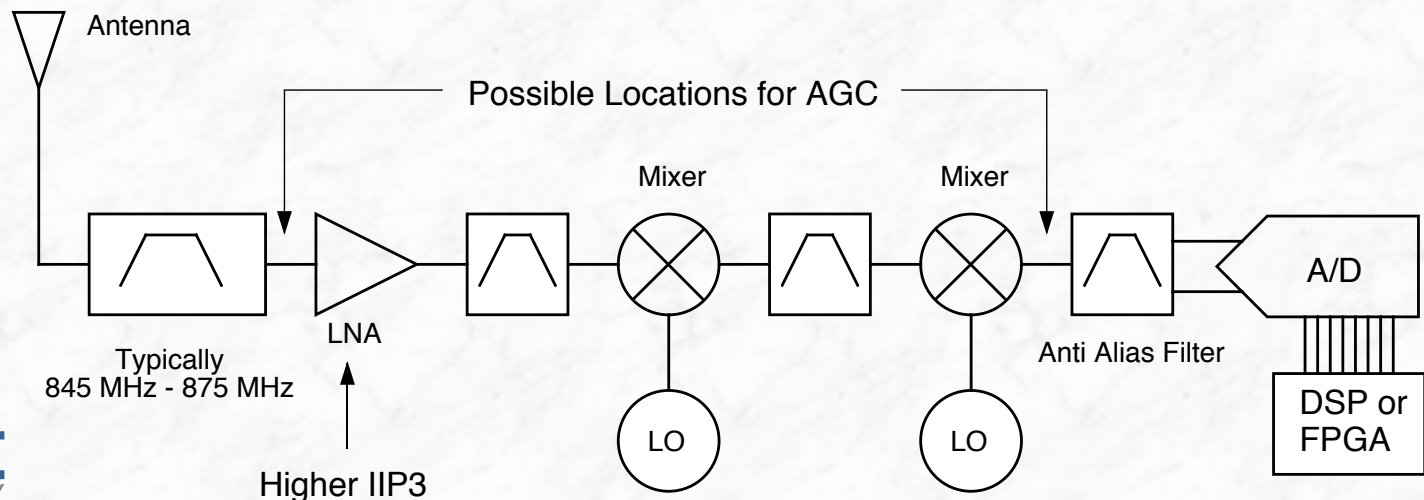 Antenna
Possible Locations for AGC
Mixer
Mixer
LNA
A/D
Typically
845 MHz - 875 MHz
Anti Alias Filter
LO
LO
DSP or
FPGA
Higher IIP3